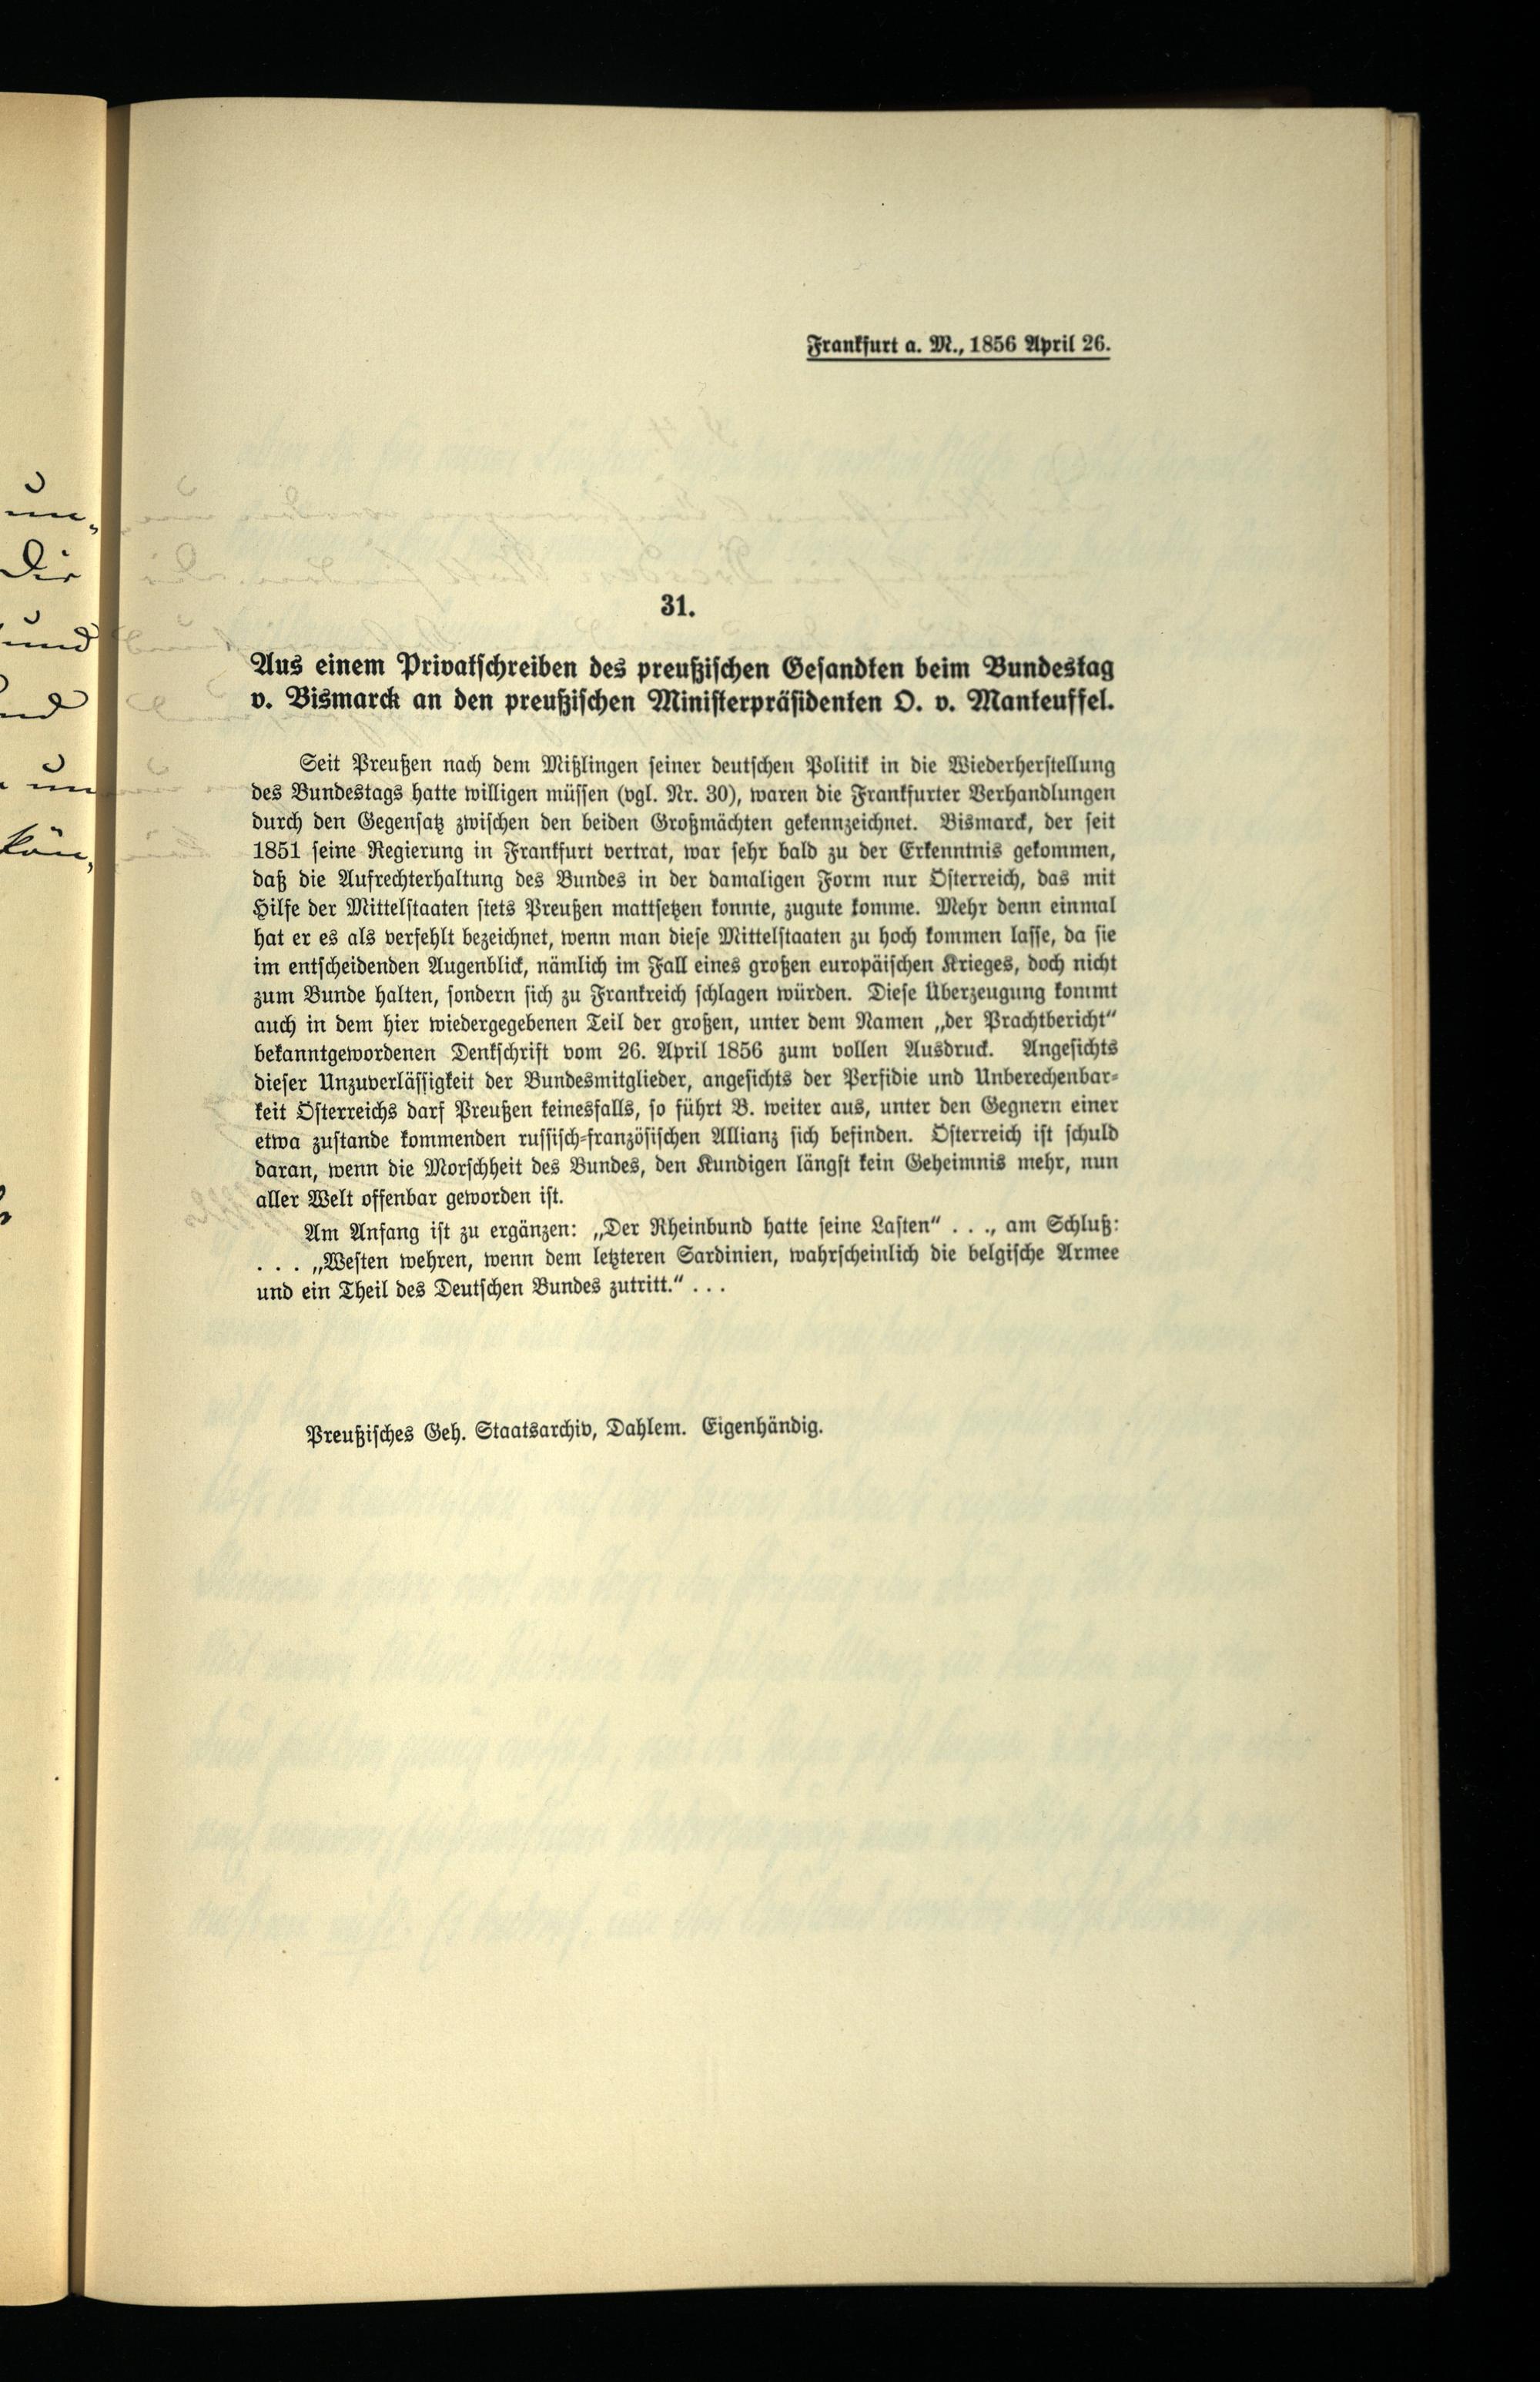 Frankfurt a. M., 1856 April 26.
31.
Aus einem Privatschreiben des preußischen Gesandten beim Bundestag
v. Bismarck an den preußischen Ministerpräsidenten O. v. Manteuffel.
Seit Preußen nach dem Mißlingen seiner deutschen Politik in die Wiederherstellung
des Bundestags hatte willigen müssen (vgl. Nr. 30), waren die Frankfurter Verhandlungen
durch den Gegensatz zwischen den beiden Großmächten gekennzeichnet. Bismarck, der seit
1851 seine Regierung in Frankfurt vertrat, war sehr bald zu der Erkenntnis gekommen,
daß die Aufrechterhaltung des Bundes in der damaligen Form nur Österreich, das mit
Hilfe der Mittelstaaten stets Preußen mattsetzen konnte, zugute komme. Mehr denn einmal
hat er es als verfehlt bezeichnet, wenn man diese Mittelstaaten zu hoch kommen lasse, da sie
im entscheidenden Augenblick, nämlich im Fall eines großen europäischen Krieges, doch nicht
zum Bunde halten, sondern sich zu Frankreich schlagen würden. Diese Überzeugung kommt
auch in dem hier wiedergegebenen Teil der großen, unter dem Namen „der Prachtbericht“
bekanntgewordenen Denkschrift vom 26. April 1856 zum vollen Ausdruck. Angesichts
dieser Unzuverlässigkeit der Bundesmitglieder, angesichts der Perfidie und Unberechenbar-
keit Österreichs darf Preußen keinesfalls, so führt B. weiter aus, unter den Gegnern einer
etwa zustande kommenden russisch-französischen Allianz sich befinden. Österreich ist schuld
daran, wenn die Morschheit des Bundes, den Kundigen längst kein Geheimnis mehr, nun
aller Welt offenbar geworden ist.
Am Anfang ist zu ergänzen: „Der Rheinbund hatte seine Lasten“ . . ., am Schluß:
. . . „Westen wehren, wenn dem letzteren Sardinien, wahrscheinlich die belgische Armee
und ein Theil des Deutschen Bundes zutritt.“ . . .
Preußisches Geh. Staatsarchiv, Dahlem. Eigenhändig.